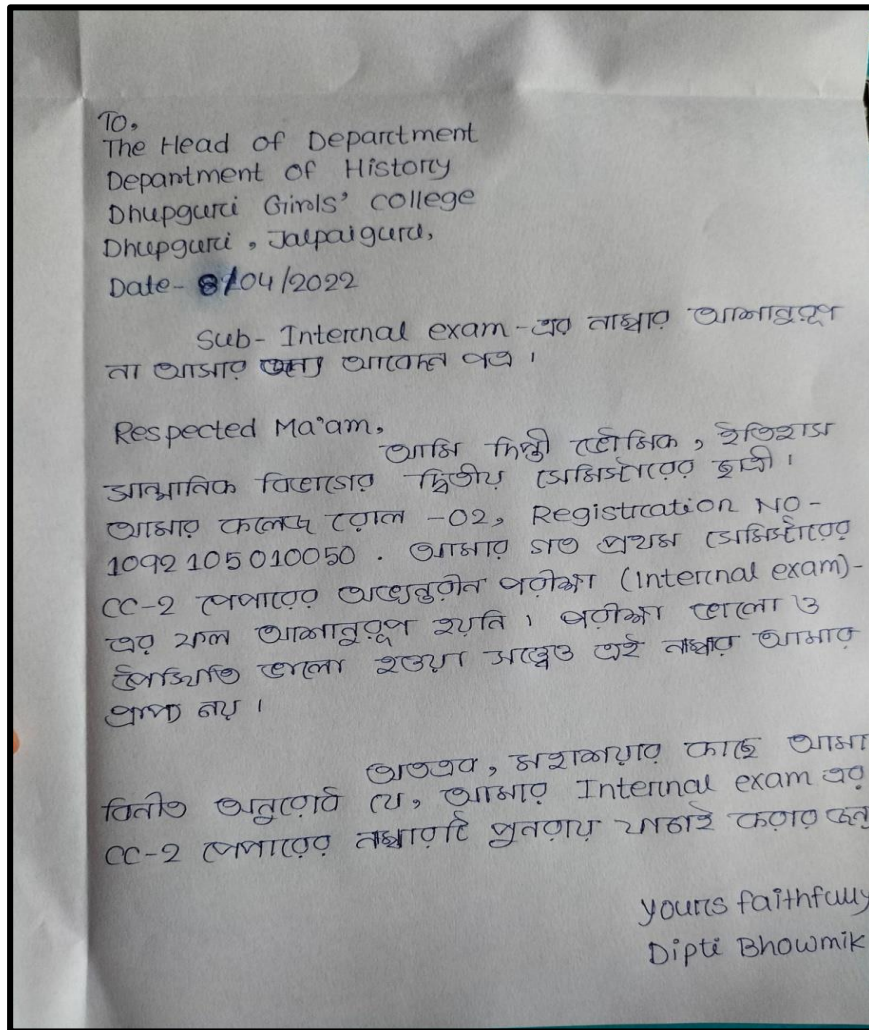 To,
The Head of Department
Department of History
Dhupguri Girls' college
Dhupguri, Jalpaiguri,
Date- 8/04/2022
Sub- Internal exam-এর নাম্বার আশানুরূপ
না আসার জন্য আবেদন পত্র ।
Respected Ma'am,
আমি দিপ্তী ভৌমিক, ইতিহাস
সাম্মানিক বিভাগের দ্বিতীয় সেমিস্টারের ছাত্রী ।
আমার কলেজ রোল -02, Registration NO-
1092105010050. আমার গত প্রথম সেমিস্টারের
CC-2 পেপারের অভ্যন্তরীন পরীক্ষা (Internal exam)-
এর ফল আশানুরূপ হয়নি । পরীক্ষা ভালো ও
উপস্থিতি ভালো হওয়া সত্ত্বেও এই নাম্বার আমার
প্রাপ্য নয় ।
অতএব, মহাশয়ার কাছে আমা
বিনীত অনুরোধ যে, আমার Internal exam এর
CC-2 পেপারের নাম্বারটি পুনরায় যাচাই করার জন্য
yours faithfully
Dipti Bhowmik